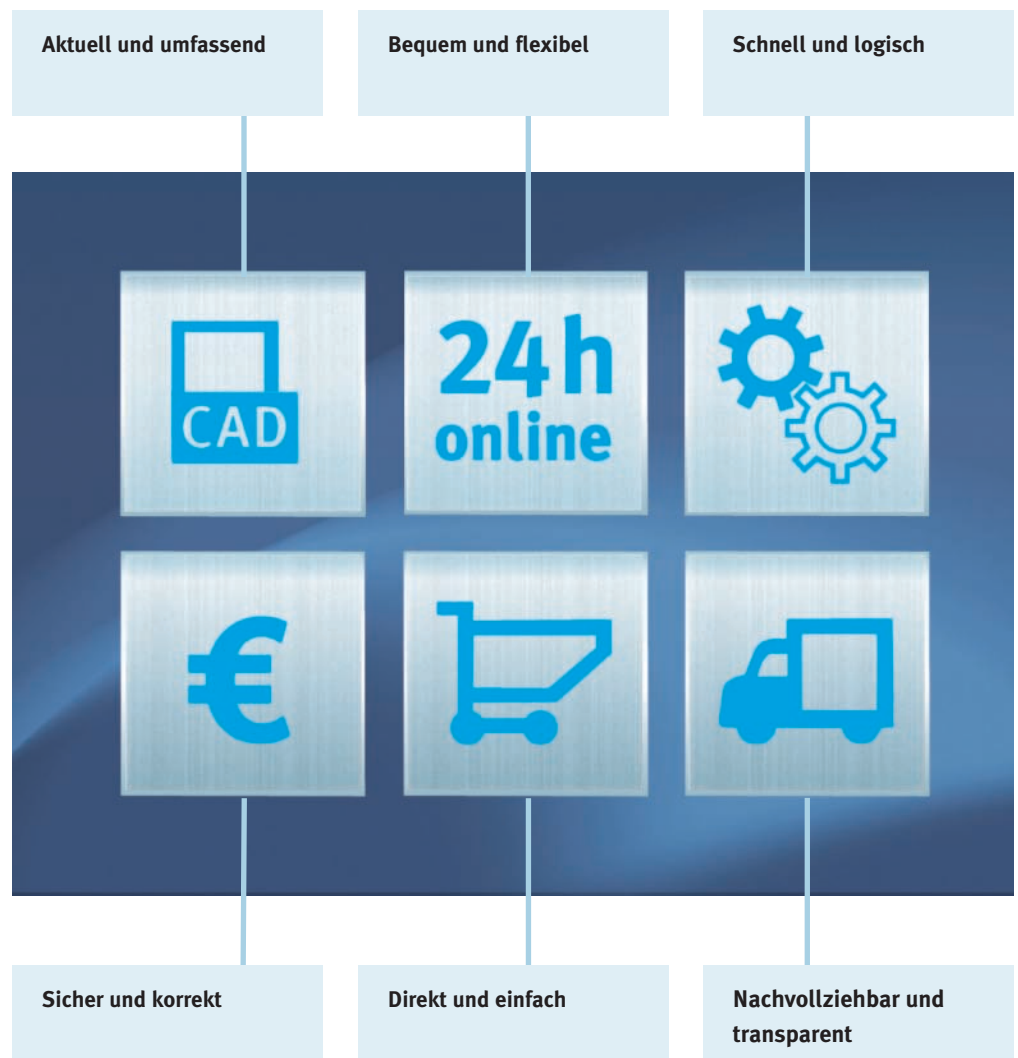 Aktuell und umfassend
Bequem und flexibel
Schnell und logisch
CAD
24h
online
€
Sicher und korrekt
Direkt und einfach
Nachvollziehbar und
transparent